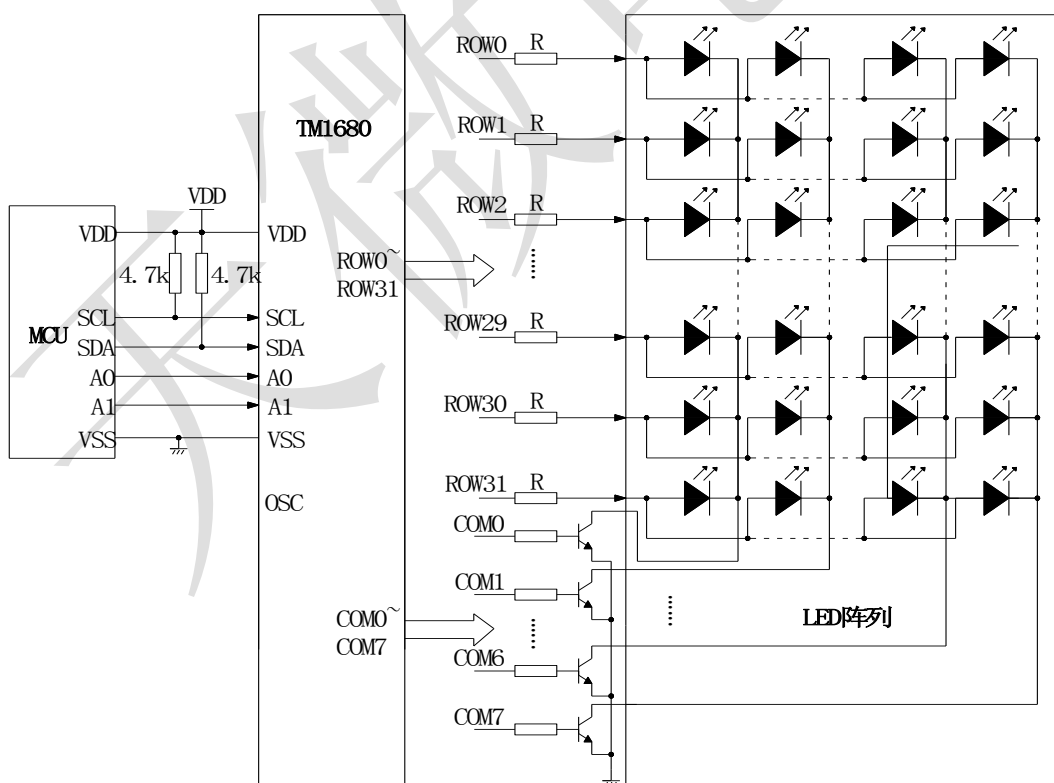 ROW0
R
ROW1
R
TM1680
VDD
ROW2
R
VDD
VDD
4.7k
4.7k
ROW0~
ROW31
SCL
SCL
ROW29
R
MCU
SDA
SDA
A0
A0
A1
A1
ROW30
R
VSS
VSS
ROW31
R
OSC
COM0
COM1
COM0~
COM7
LED阵列
COM6
COM7